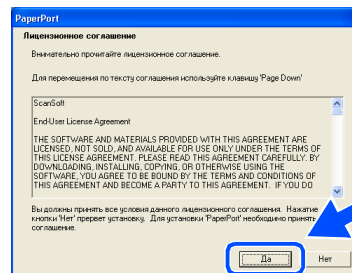 PaperPort
Лицензионное соглашение
Внимательно прочитайте лицензионное соглашение.
Для перемещения по тексту соглашения используйте клавишу 'Page Down'
ScanSoft
End-User License Agreement
THE SOFTWARE AND MATERIALS PROVIDED WITH THIS AGREEMENT ARE
LICENSED, NOT SOLD, AND AVAILABLE FOR USE ONLY UNDER THE TERMS OF
THIS LICENSE AGREEMENT. PLEASE READ THIS AGREEMENT CAREFULLY. BY
DOWNLOADING, INSTALLING, COPYING, OR OTHERWISE USING THE
SOFTWARE, YOU AGREE TO BE BOUND BY THE TERMS AND CONDITIONS OF
THIS AGREEMENT AND BECOME A PARTY TO THIS AGREEMENT. IF YOU DO
Вы должны принять все условия данного лицензионного соглашения. Нажатие
кнопки 'Нет' прервет установку. Для установки 'PaperPort' необходимо принять
соглашение.
Да
Нет